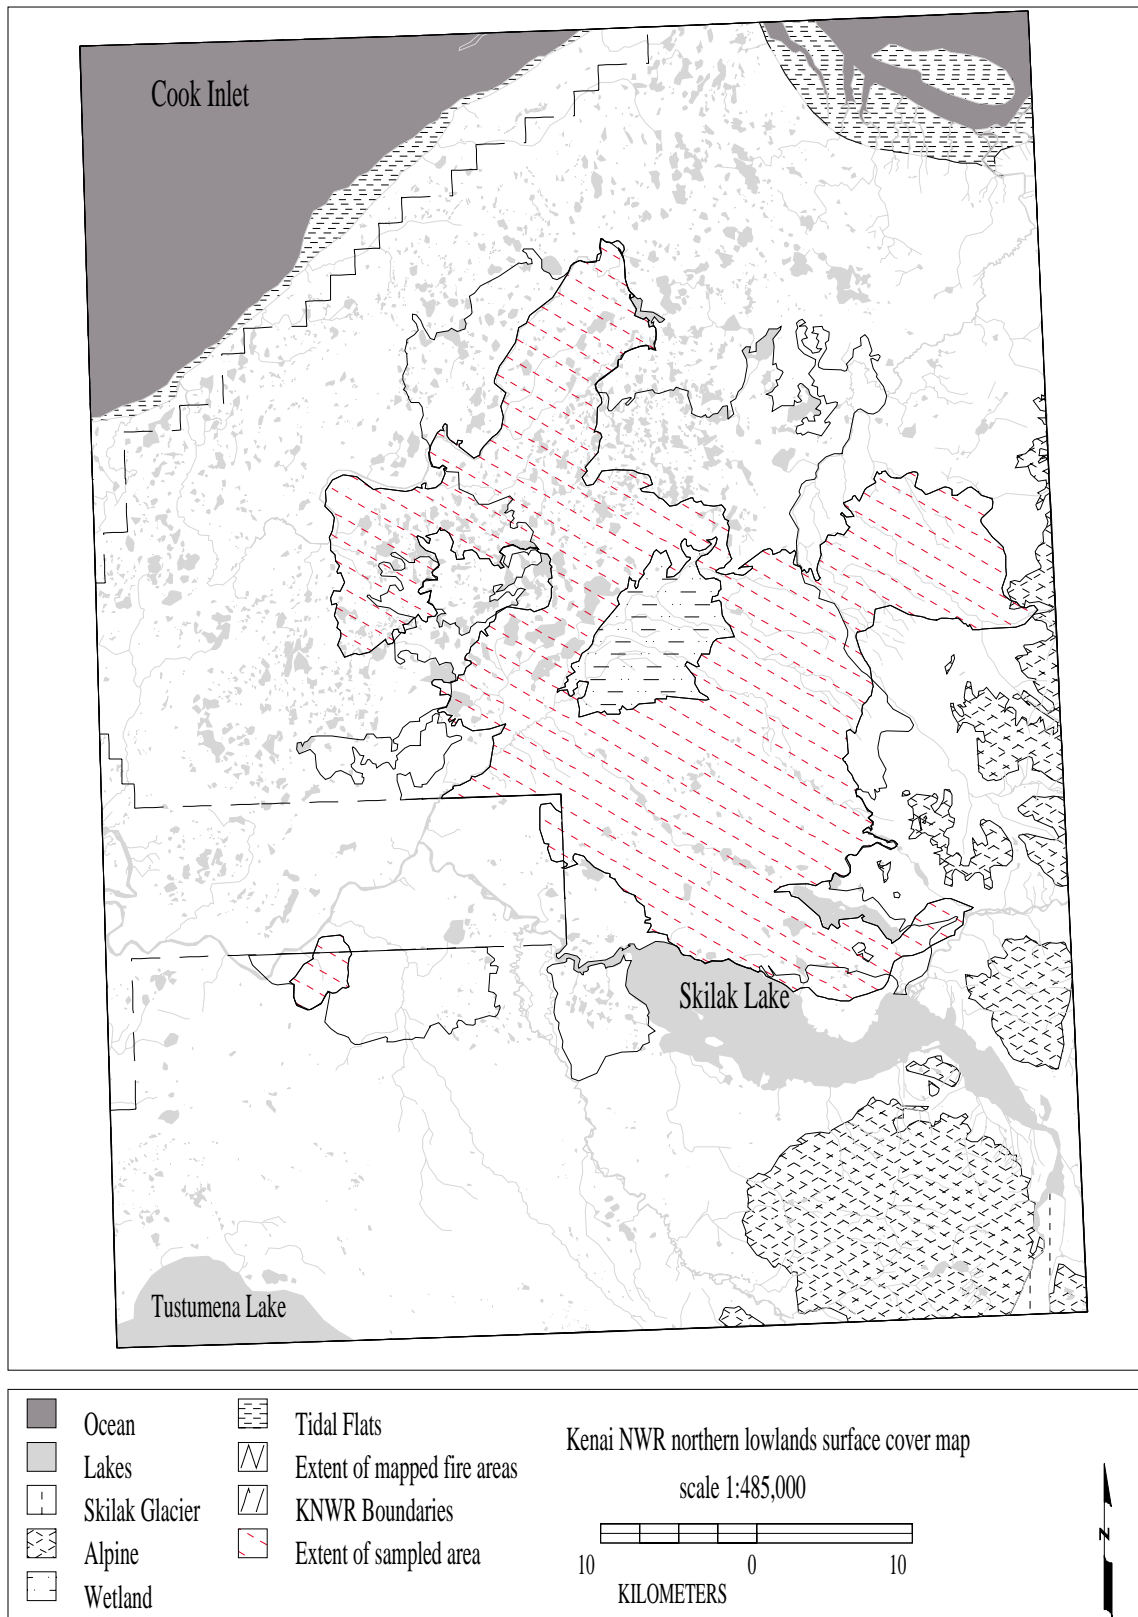 Cook Inlet
Skilak Lake
Tustumena Lake
Ocean
Lakes
Skilak Glacier
Alpine
Wetland
Tidal Flats
Extent of mapped fire areas
KNWR Boundaries
Extent of sampled area
Kenai NWR northern lowlands surface cover map
scale 1:485,000
10 0 10
KILOMETERS
N